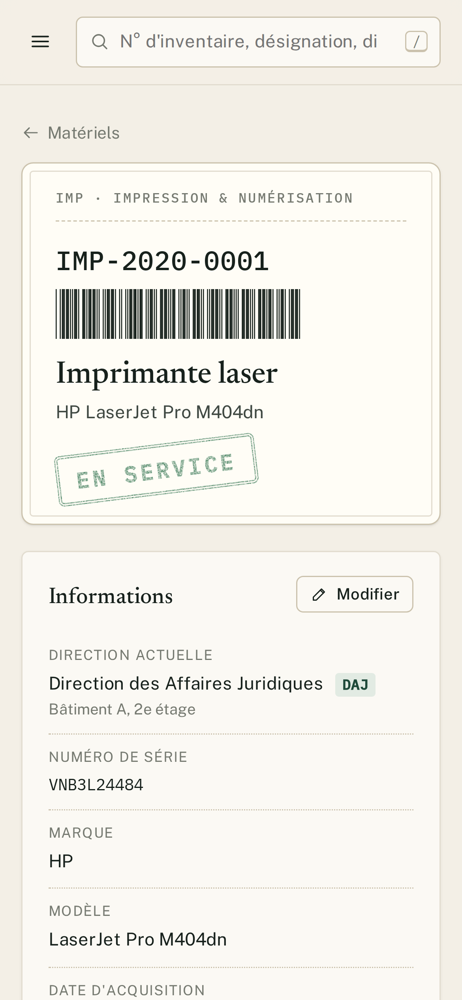 N° d'inventaire, désignation, di
/
Matériels
IMP · IMPRESSION & NUMÉRISATION
IMP-2020-0001
Imprimante laser
HP LaserJet Pro M404dn
EN SERVICE
Informations
Modifier
DIRECTION ACTUELLE
Direction des Affaires Juridiques DAJ
Bâtiment A, 2e étage
NUMÉRO DE SÉRIE
VNB3L24484
MARQUE
HP
MODÈLE
LaserJet Pro M404dn
DATE D'ACQUISITION